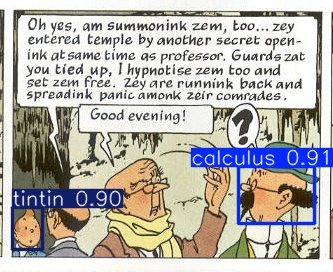 Oh yes, am summonink zem, too... zey
entered temple by another secret open-
ink at same time as professor. Guards zat
you tied up, I hypnotise zem too and
set zem free. Zey are runnink back and
spreadink panic amonk zeir comrades.
Good evening!
?
calculus 0.91
tintin 0.90